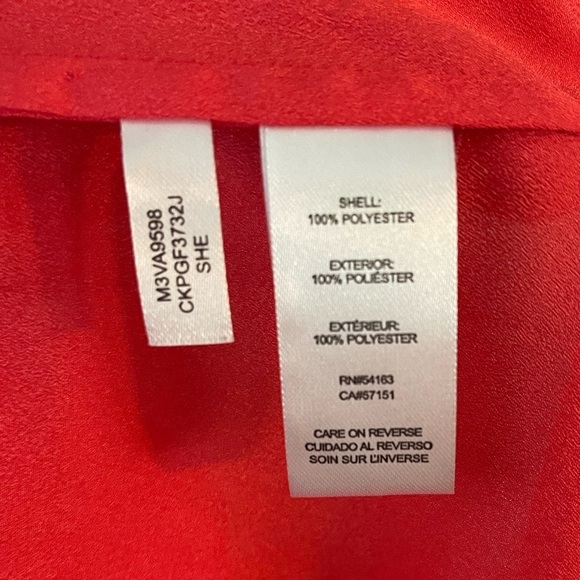 M3VA9598
CKPGF3732J
SHE
SHELL:
100% POLYESTER
EXTERIOR:
100% POLIÉSTER
EXTÉRIEUR:
100% POLYESTER
RN#54163
CA#57151
CARE ON REVERSE
CUIDADO AL REVERSO
SOIN SUR L'INVERSE